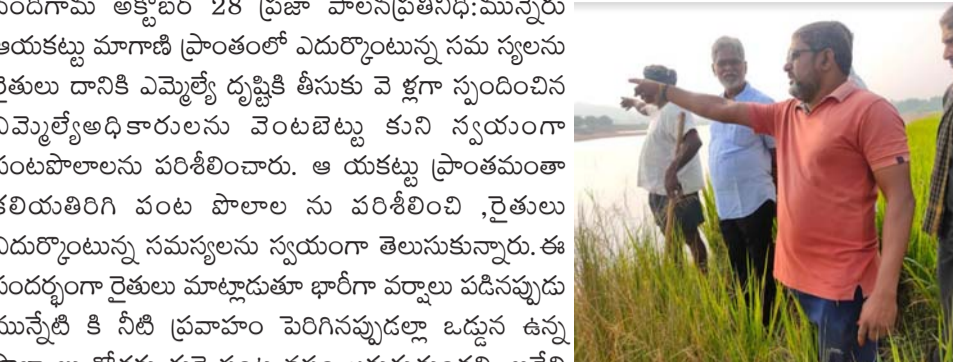 నందిగామ అక్టోబర్ 28 ప్రజా పాలనప్రతినిధి:మున్నేరు
ఆయకట్టు మాగాణి ప్రాంతంలో ఎదుర్కొంటున్న సమ స్యలను
రైతులు దానికి ఎమ్మెల్యే దృష్టికి తీసుకు వె ళ్లగా స్పందించిన
ఎమ్మెల్యేఅధికారులను వెంటబెట్టు కుని స్వయంగా
పంటపొలాలను పరిశీలించారు. ఆ యకట్టు ప్రాంతమంతా
కలియతిరిగి పంట పొలాల ను పరిశీలించి ,రైతులు
ఎదుర్కొంటున్న సమస్యలను స్వయంగా తెలుసుకున్నారు.ఈ
సందర్భంగా రైతులు మాట్లాడుతూ భారీగా వర్షాలు పడినప్పుడు
మున్నేటి కి నీటి ప్రవాహం పెరిగినప్పుడల్లా ఒడ్డున ఉన్న